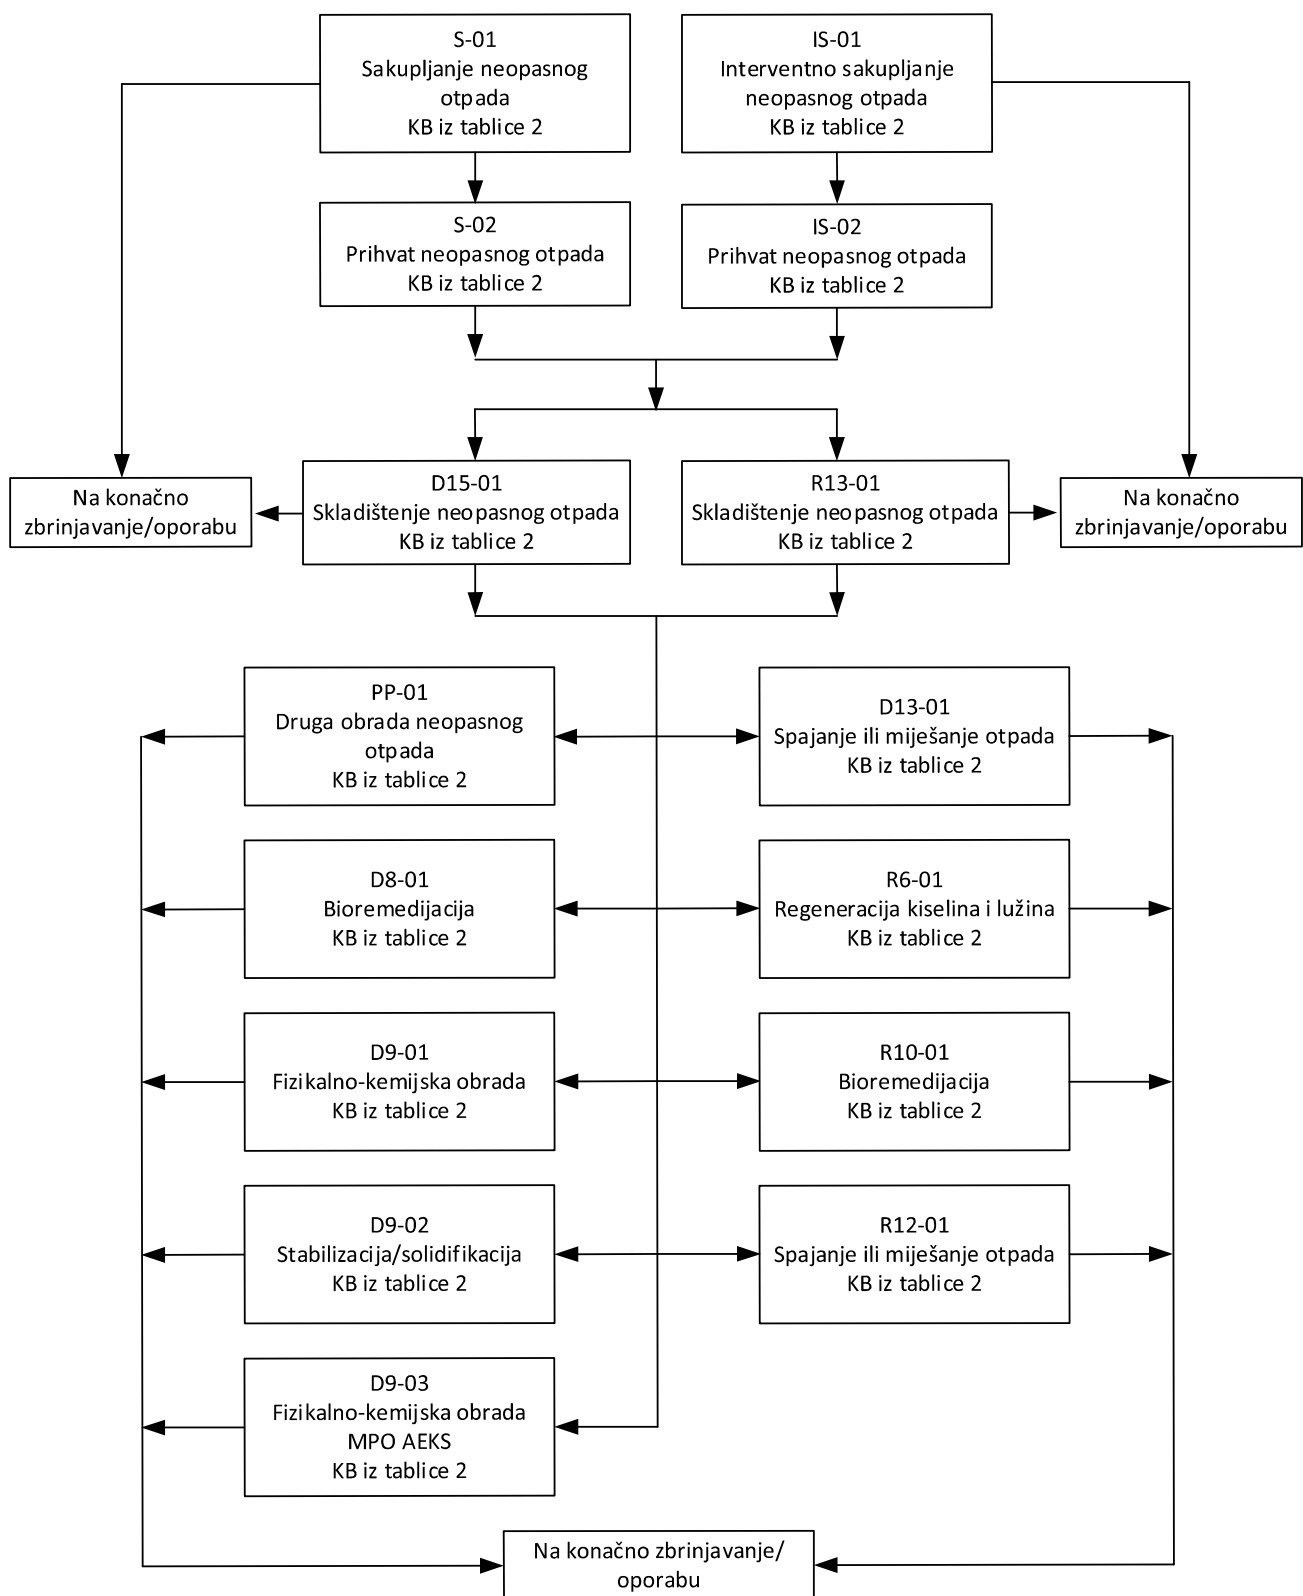 S-01
Sakupljanje neopasnog
otpada
KB iz tablice 2
IS-01
Interventno sakupljanje
neopasnog otpada
KB iz tablice 2
S-02
Prihvat neopasnog otpada
KB iz tablice 2
IS-02
Prihvat neopasnog otpada
KB iz tablice 2
Na konačno
zbrinjavanje/oporabu
D15-01
Skladištenje neopasnog otpada
KB iz tablice 2
R13-01
Skladištenje neopasnog otpada
KB iz tablice 2
Na konačno
zbrinjavanje/oporabu
PP-01
Druga obrada neopasnog
otpada
KB iz tablice 2
D13-01
Spajanje ili miješanje otpada
KB iz tablice 2
D8-01
Bioremedijacija
KB iz tablice 2
R6-01
Regeneracija kiselina i lužina
KB iz tablice 2
D9-01
Fizikalno-kemijska obrada
KB iz tablice 2
R10-01
Bioremedijacija
KB iz tablice 2
D9-02
Stabilizacija/solidifikacija
KB iz tablice 2
R12-01
Spajanje ili miješanje otpada
KB iz tablice 2
D9-03
Fizikalno-kemijska obrada
MPO AEKS
KB iz tablice 2
Na konačno zbrinjavanje/
oporabu